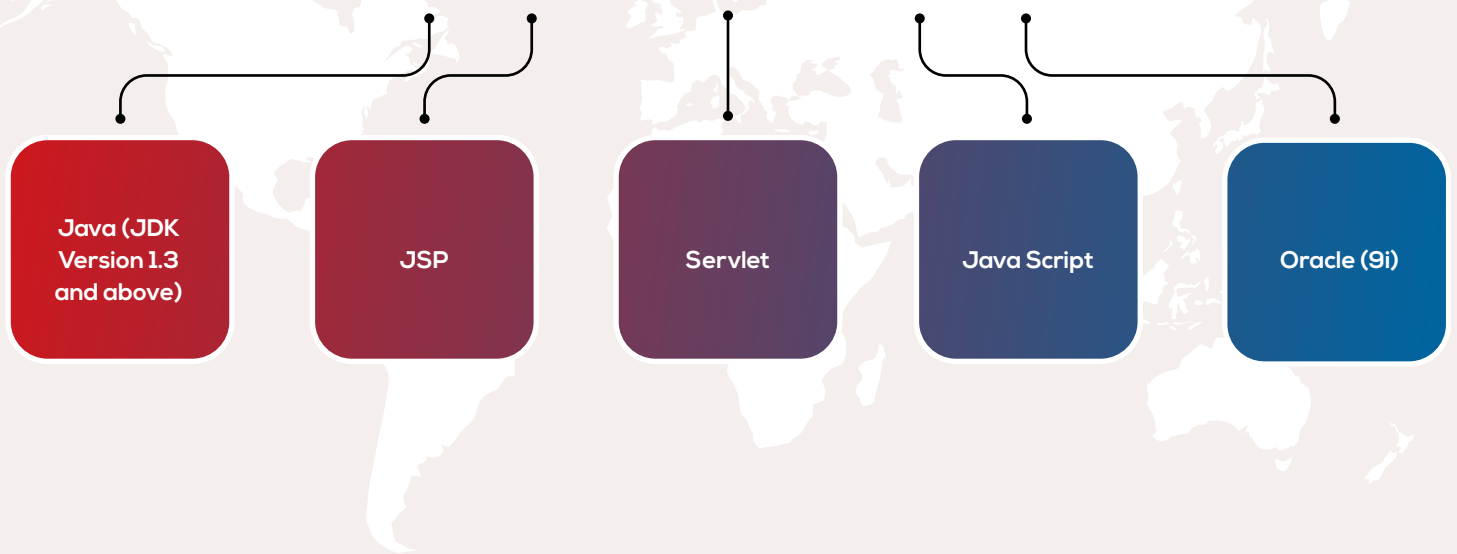 Java (JDK
Version 1.3
and above)
JSP
Servlet
Java Script
Oracle (9i)